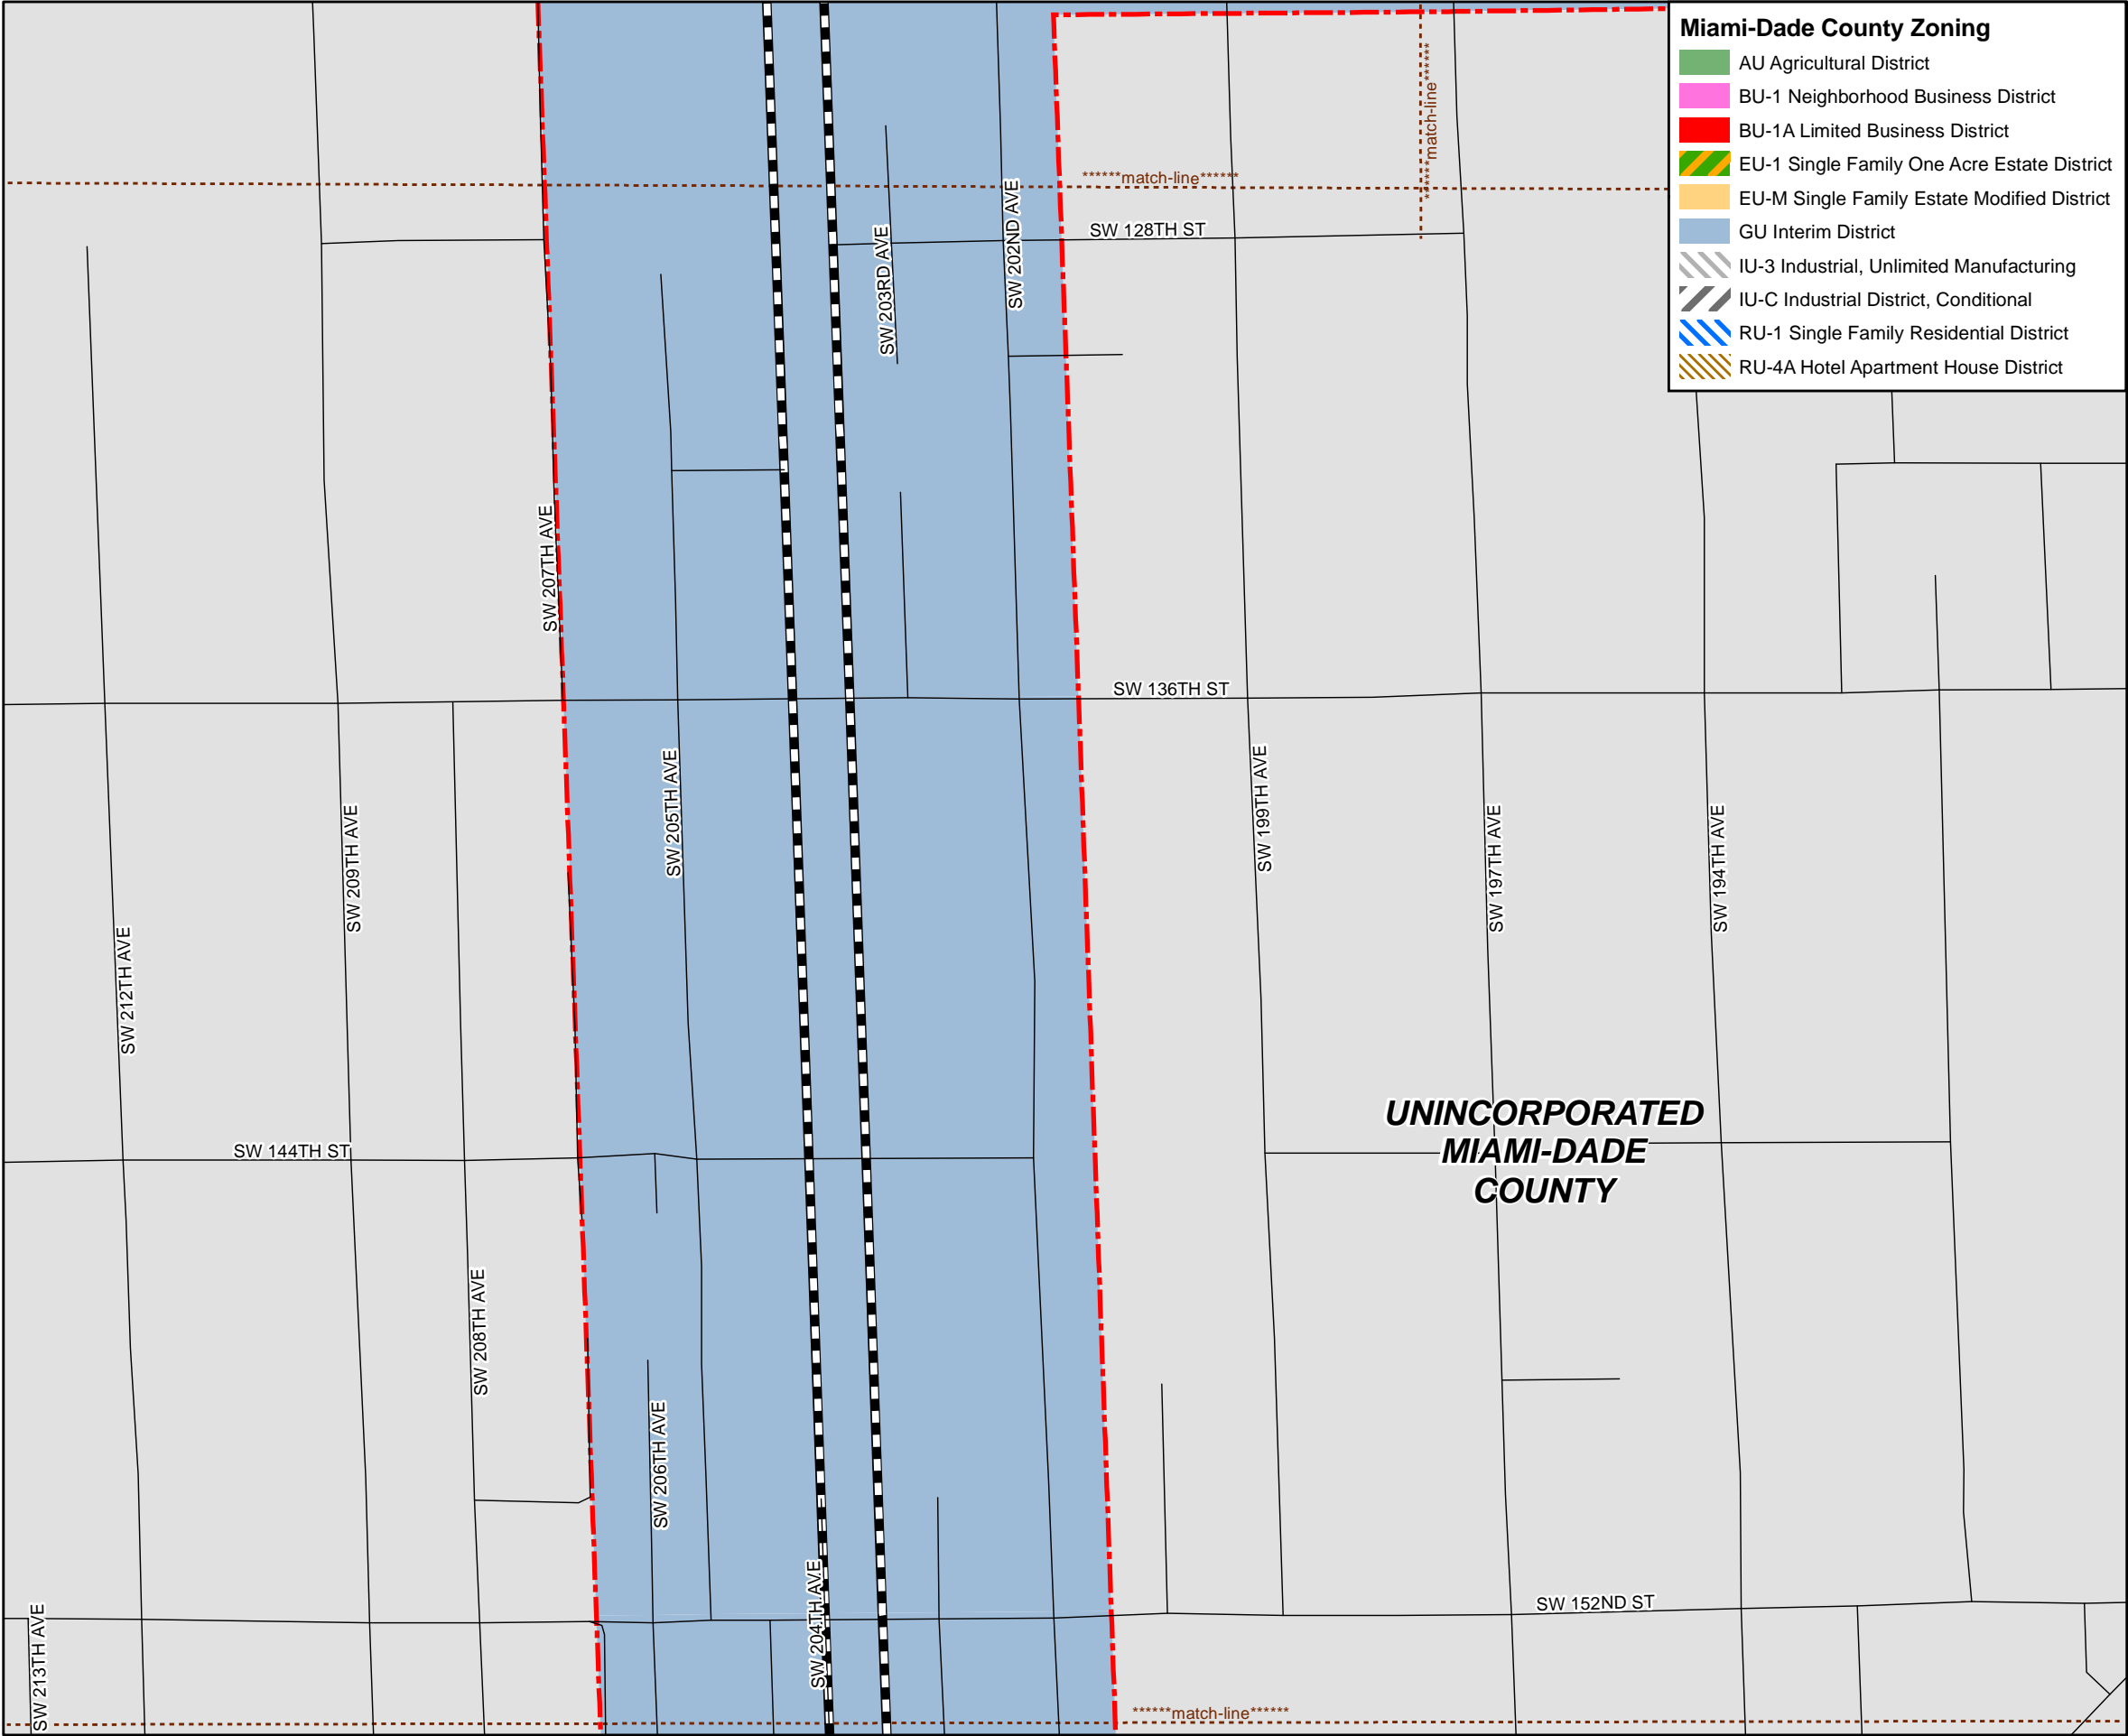 Miami-Dade County Zoning
AU Agricultural District
BU-1 Neighborhood Business District
BU-1A Limited Business District
EU-1 Single Family One Acre Estate District
EU-M Single Family Estate Modified District
GU Interim District
IU-3 Industrial, Unlimited Manufacturing
IU-C Industrial District, Conditional
RU-1 Single Family Residential District
RU-4A Hotel Apartment House District
******match-line******
******match-line******
SW 128TH ST
SW 203RD AVE
SW 202ND AVE
SW 207TH AVE
SW 136TH ST
SW 205TH AVE
SW 199TH AVE
SW 209TH AVE
SW 197TH AVE
SW 194TH AVE
SW 212TH AVE
UNINCORPORATED
MIAMI-DADE
COUNTY
SW 144TH ST
SW 208TH AVE
SW 206TH AVE
SW 204TH AVE
SW 152ND ST
SW 213TH AVE
******match-line******